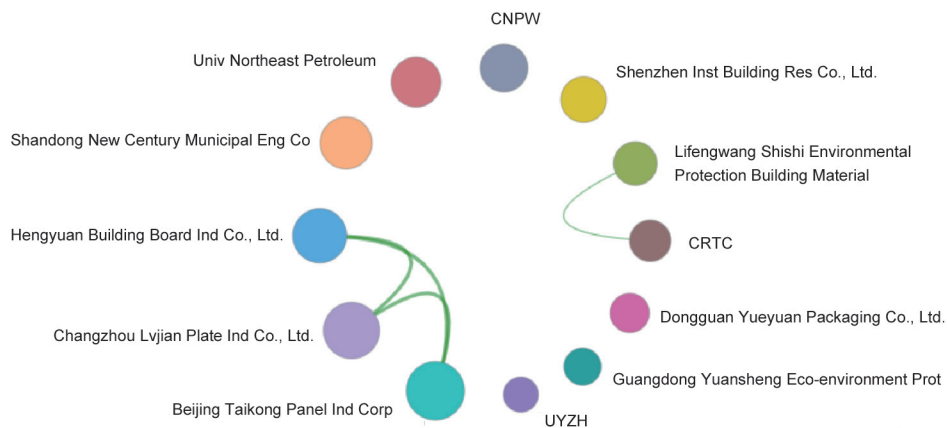 CNPW
Univ Northeast Petroleum
Shenzhen Inst Building Res Co., Ltd.
Shandong New Century Municipal Eng Co
Lifengwang Shishi Environmental
Protection Building Material
Hengyuan Building Board Ind Co., Ltd.
CRTC
Dongguan Yueyuan Packaging Co., Ltd.
Changzhou Lvjian Plate Ind Co., Ltd.
Guangdong Yuansheng Eco-environment Prot
Beijing Taikong Panel Ind Corp
UYZH